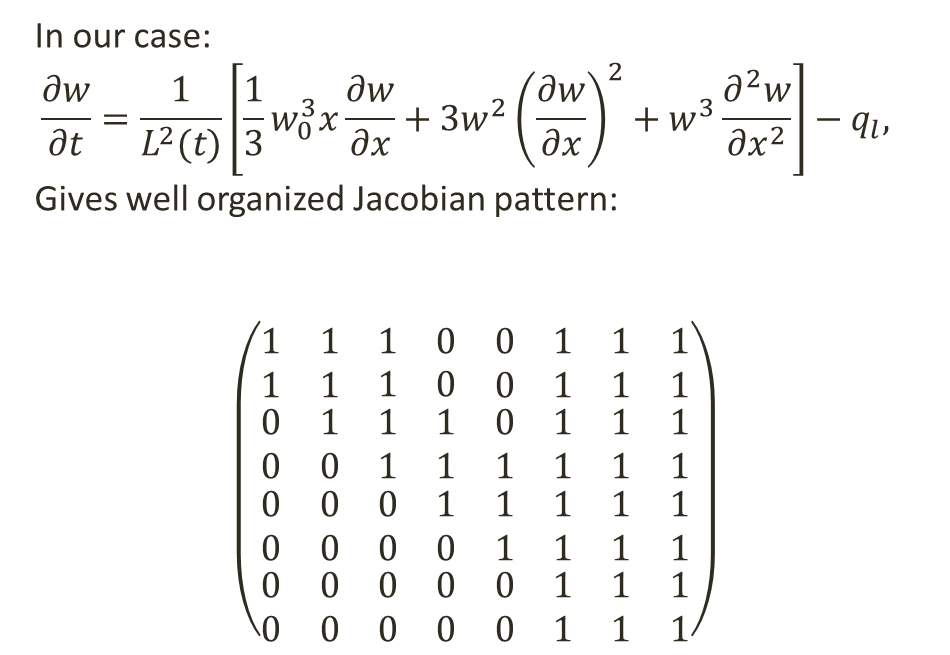 In our case:
∂w/∂t = 1/L²(t) [1/3 w₀³x ∂w/∂x + 3w² (∂w/∂x)² + w³ ∂²w/∂x²] − qₗ,
Gives well organized Jacobian pattern:
1 1 1 0 0 1 1 1
1 1 1 0 0 1 1 1
0 1 1 1 0 1 1 1
0 0 1 1 1 1 1 1
0 0 0 1 1 1 1 1
0 0 0 0 1 1 1 1
0 0 0 0 0 1 1 1
0 0 0 0 0 1 1 1